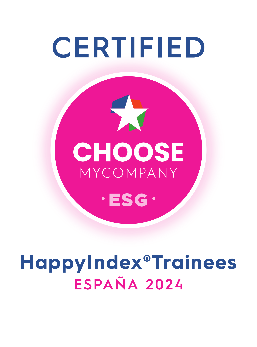 CERTIFIED
CHOOSE
MYCOMPANY
· ESG ·
HappyIndex®Trainees
ESPAÑA 2024